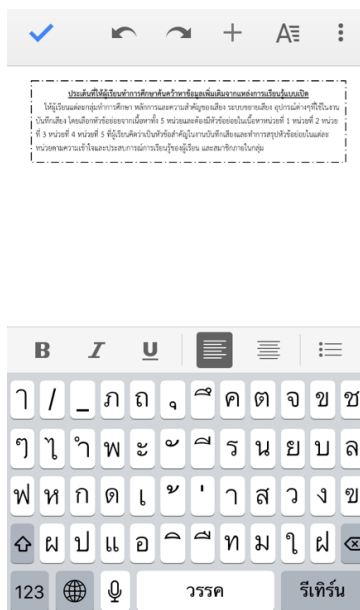 ประเด็นที่ให้ผู้เรียนทำการศึกษาค้นคว้าหาข้อมูลเพิ่มเติมจากแหล่งการเรียนรู้แบบเปิด
ให้ผู้เรียนแต่ละกลุ่มทำการศึกษา หลักการและความสำคัญของเสียง ระบบขยายเสียง อุปกรณ์ต่างๆที่ใช้ในงาน
บันทึกเสียง โดยเลือกหัวข้อย่อยจากเนื้อหาทั้ง 5 หน่วยและต้องมีหัวข้อย่อยในเนื้อหาหน่วยที่ 1 หน่วยที่ 2 หน่วย
ที่ 3 หน่วยที่ 4 หน่วยที่ 5 ที่ผู้เรียนคิดว่าเป็นหัวข้อสำคัญในงานบันทึกเสียงและทำการสรุปหัวข้อย่อยในแต่ละ
หน่วยตามความเข้าใจและประสบการณ์การเรียนรู้ของผู้เรียน และสมาชิกภายในกลุ่ม
B I U
ๅ / _ ภ ถ ุ ึ ค ต จ ข ช
ๆ ไ ำ พ ะ ั ี ร น ย บ ล
ฟ ห ก ด เ ้ ่ า ส ว ง ฃ
ผ ป แ อ ิ ื ท ม ใ ฝ
123 วรรค รีเทิร์น